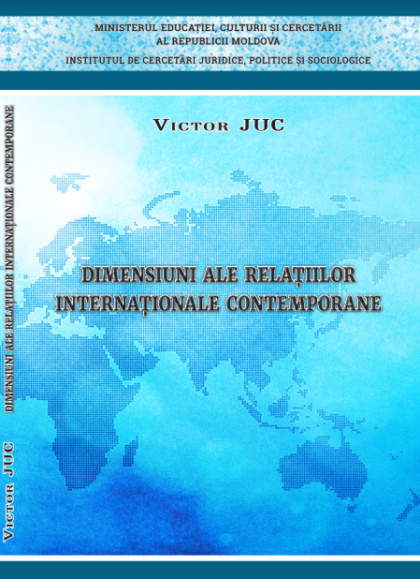 MINISTERUL EDUCAȚIEI, CULTURII ȘI CERCETĂRII
AL REPUBLICII MOLDOVA
INSTITUTUL DE CERCETĂRI JURIDICE, POLITICE ȘI SOCIOLOGICE
VICTOR JUC
DIMENSIUNI ALE RELAȚIILOR
INTERNAȚIONALE CONTEMPORANE
VICTOR JUC
DIMENSIUNI ALE RELAȚIILOR INTERNAȚIONALE CONTEMPORANE